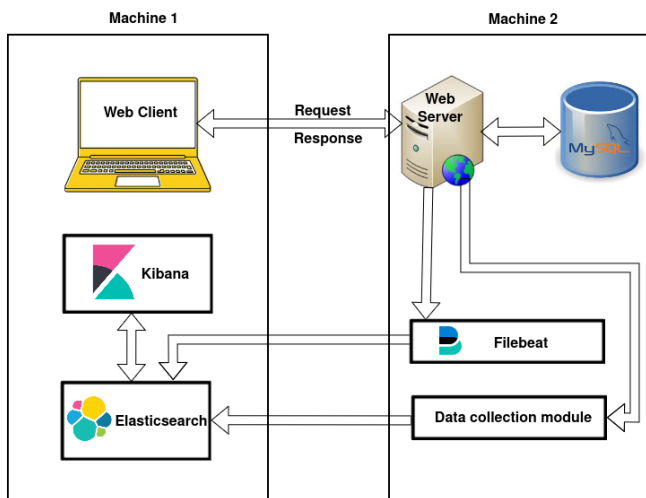 Machine 1
Machine 2
Web Client
Request
Response
Web
Server
MySQL
Kibana
Filebeat
Elasticsearch
Data collection module